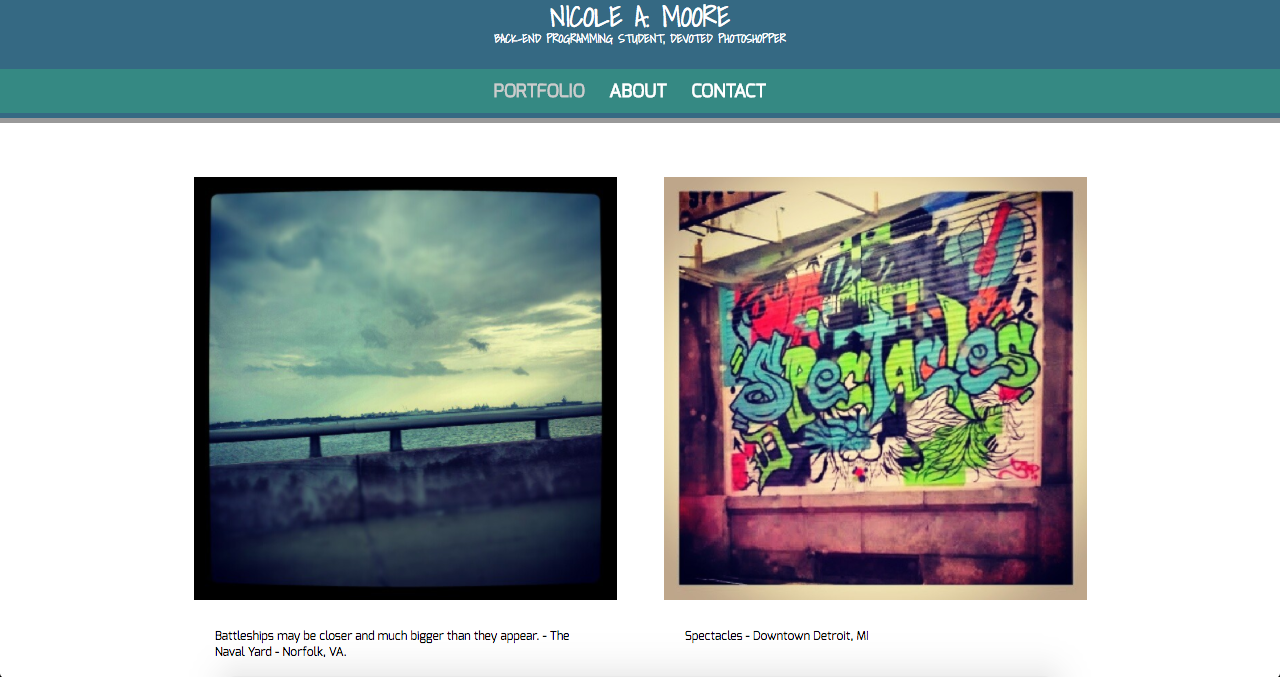 NICOLE A. MOORE
BACK-END PROGRAMMING STUDENT, DEVOTED PHOTOSHOPPER
PORTFOLIO ABOUT CONTACT
SPECTACLES
Battleships may be closer and much bigger than they appear. - The
Naval Yard - Norfolk, VA.
Spectacles - Downtown Detroit, MI